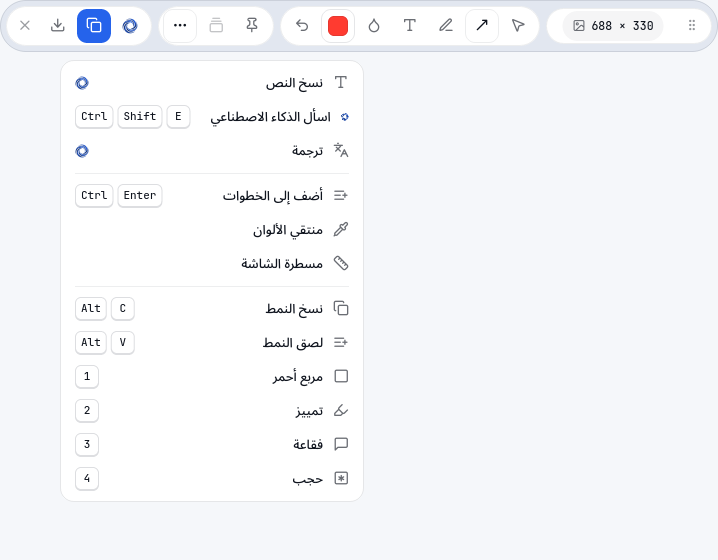 688 × 330
نسخ النص
اسأل الذكاء الاصطناعي Ctrl Shift E
ترجمة
أضف إلى الخطوات Ctrl Enter
منتقي الألوان
مسطرة الشاشة
نسخ النمط Alt C
لصق النمط Alt V
مربع أحمر 1
تمييز 2
فقاعة 3
حجب 4